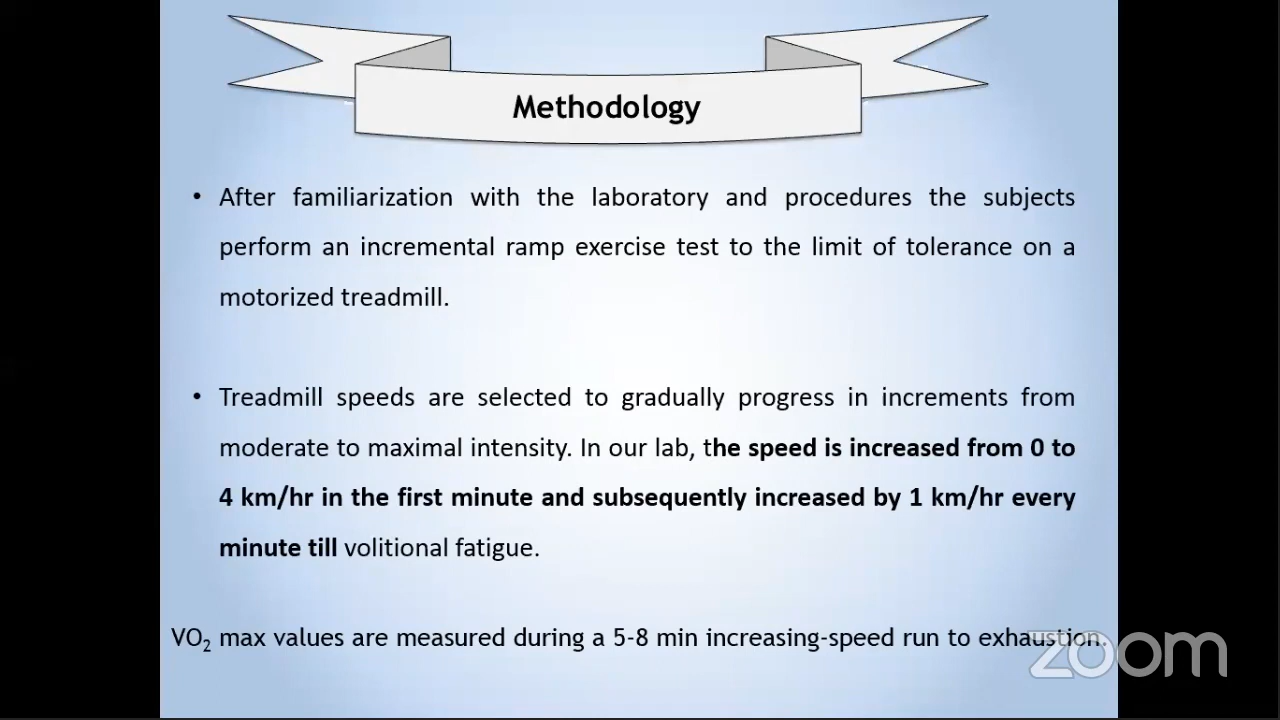 Methodology
• After familiarization with the laboratory and procedures the subjects
perform an incremental ramp exercise test to the limit of tolerance on a
motorized treadmill.
• Treadmill speeds are selected to gradually progress in increments from
moderate to maximal intensity. In our lab, the speed is increased from 0 to
4 km/hr in the first minute and subsequently increased by 1 km/hr every
minute till volitional fatigue.
VO₂ max values are measured during a 5-8 min increasing-speed run to exhaustion.
zoom